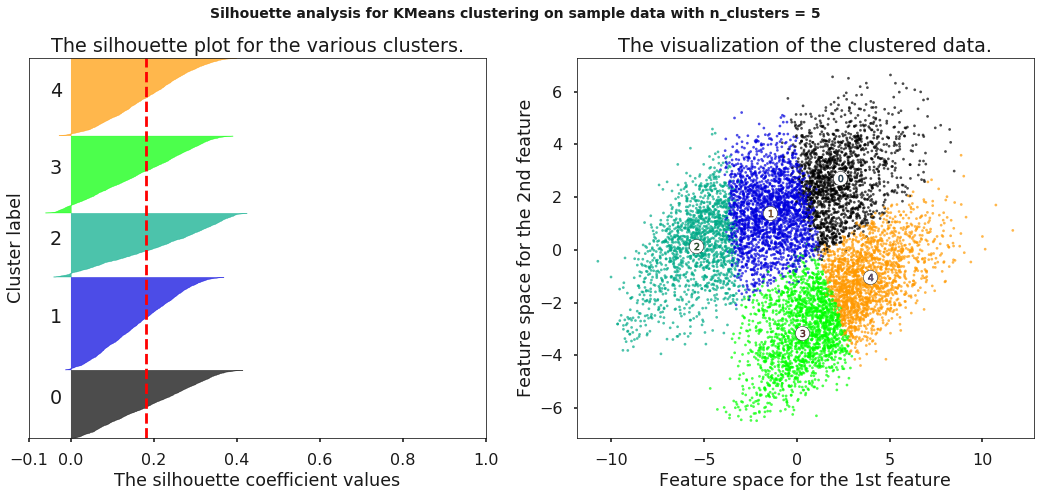 Silhouette analysis for KMeans clustering on sample data with n_clusters = 5
The silhouette plot for the various clusters.
4
3
2
1
0
Cluster label
−0.1 0.0 0.2 0.4 0.6 0.8 1.0
The silhouette coefficient values
The visualization of the clustered data.
6
4
2
0
−2
−4
−6
Feature space for the 2nd feature
0
1
2
4
3
−10 −5 0 5 10
Feature space for the 1st feature